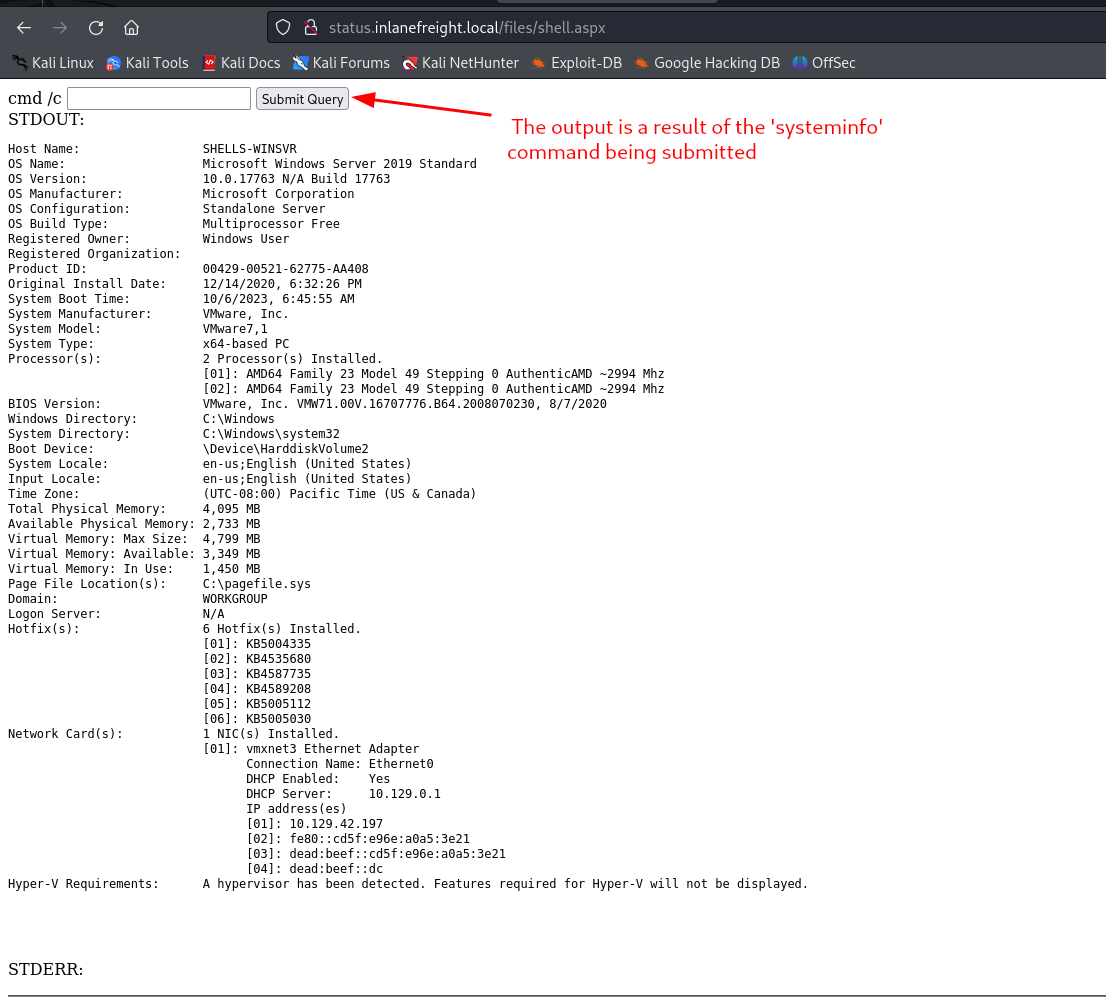 status.inlanefreight.local/files/shell.aspx
Kali Linux Kali Tools Kali Docs Kali Forums Kali NetHunter Exploit-DB Google Hacking DB OffSec
cmd /c Submit Query
STDOUT:
The output is a result of the 'systeminfo'
command being submitted
Host Name: SHELLS-WINSVR
OS Name: Microsoft Windows Server 2019 Standard
OS Version: 10.0.17763 N/A Build 17763
OS Manufacturer: Microsoft Corporation
OS Configuration: Standalone Server
OS Build Type: Multiprocessor Free
Registered Owner: Windows User
Registered Organization:
Product ID: 00429-00521-62775-AA408
Original Install Date: 12/14/2020, 6:32:26 PM
System Boot Time: 10/6/2023, 6:45:55 AM
System Manufacturer: VMware, Inc.
System Model: VMware7,1
System Type: x64-based PC
Processor(s): 2 Processor(s) Installed.
[01]: AMD64 Family 23 Model 49 Stepping 0 AuthenticAMD ~2994 Mhz
[02]: AMD64 Family 23 Model 49 Stepping 0 AuthenticAMD ~2994 Mhz
BIOS Version: VMware, Inc. VMW71.00V.16707776.B64.2008070230, 8/7/2020
Windows Directory: C:\Windows
System Directory: C:\Windows\system32
Boot Device: \Device\HarddiskVolume2
System Locale: en-us;English (United States)
Input Locale: en-us;English (United States)
Time Zone: (UTC-08:00) Pacific Time (US & Canada)
Total Physical Memory: 4,095 MB
Available Physical Memory: 2,733 MB
Virtual Memory: Max Size: 4,799 MB
Virtual Memory: Available: 3,349 MB
Virtual Memory: In Use: 1,450 MB
Page File Location(s): C:\pagefile.sys
Domain: WORKGROUP
Logon Server: N/A
Hotfix(s): 6 Hotfix(s) Installed.
[01]: KB5004335
[02]: KB4535680
[03]: KB4587735
[04]: KB4589208
[05]: KB5005112
[06]: KB5005030
Network Card(s): 1 NIC(s) Installed.
[01]: vmxnet3 Ethernet Adapter
Connection Name: Ethernet0
DHCP Enabled: Yes
DHCP Server: 10.129.0.1
IP address(es)
[01]: 10.129.42.197
[02]: fe80::cd5f:e96e:a0a5:3e21
[03]: dead:beef::cd5f:e96e:a0a5:3e21
[04]: dead:beef::dc
Hyper-V Requirements: A hypervisor has been detected. Features required for Hyper-V will not be displayed.
STDERR: